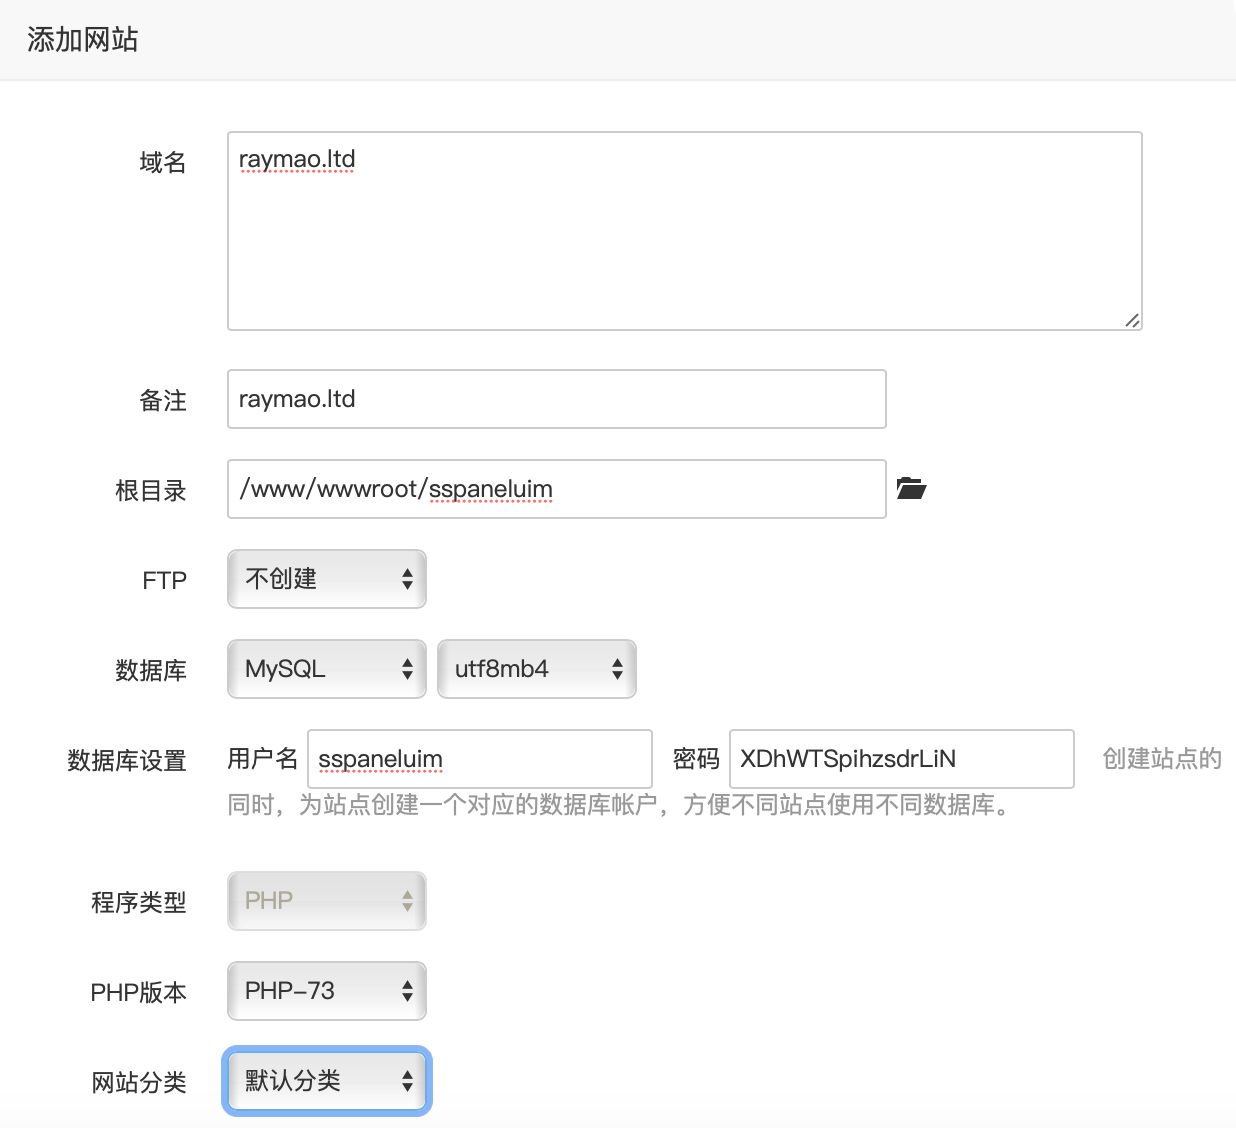 添加网站
域名 raymao.ltd
备注 raymao.ltd
根目录 /www/wwwroot/sspaneluim
FTP 不创建
数据库 MySQL utf8mb4
数据库设置 用户名 sspaneluim 密码 XDhWTSpihzsdrLiN 创建站点的
同时，为站点创建一个对应的数据库帐户，方便不同站点使用不同数据库。
程序类型 PHP
PHP版本 PHP-73
网站分类 默认分类